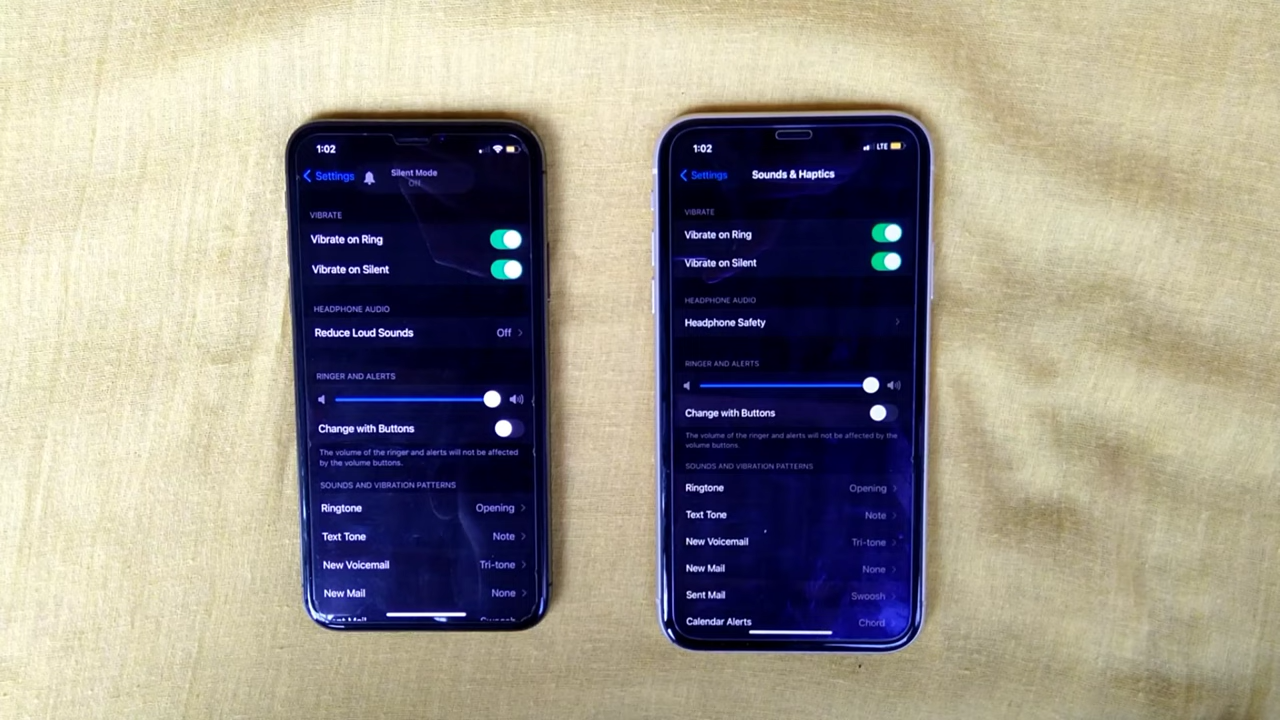 1:02
Settings
Silent Mode
Off
VIBRATE
Vibrate on Ring
Vibrate on Silent
HEADPHONE AUDIO
Reduce Loud Sounds Off
RINGER AND ALERTS
Change with Buttons
The volume of the ringer and alerts will not be affected
by the volume buttons.
SOUNDS AND VIBRATION PATTERNS
Ringtone Opening
Text Tone Note
New Voicemail Tri-tone
New Mail None
Sent Mail Swoosh
1:02 LTE
Settings Sounds & Haptics
VIBRATE
Vibrate on Ring
Vibrate on Silent
HEADPHONE AUDIO
Headphone Safety
RINGER AND ALERTS
Change with Buttons
The volume of the ringer and alerts will not be affected by the
volume buttons.
SOUNDS AND VIBRATION PATTERNS
Ringtone Opening
Text Tone Note
New Voicemail Tri-tone
New Mail None
Sent Mail Swoosh
Calendar Alerts Chord